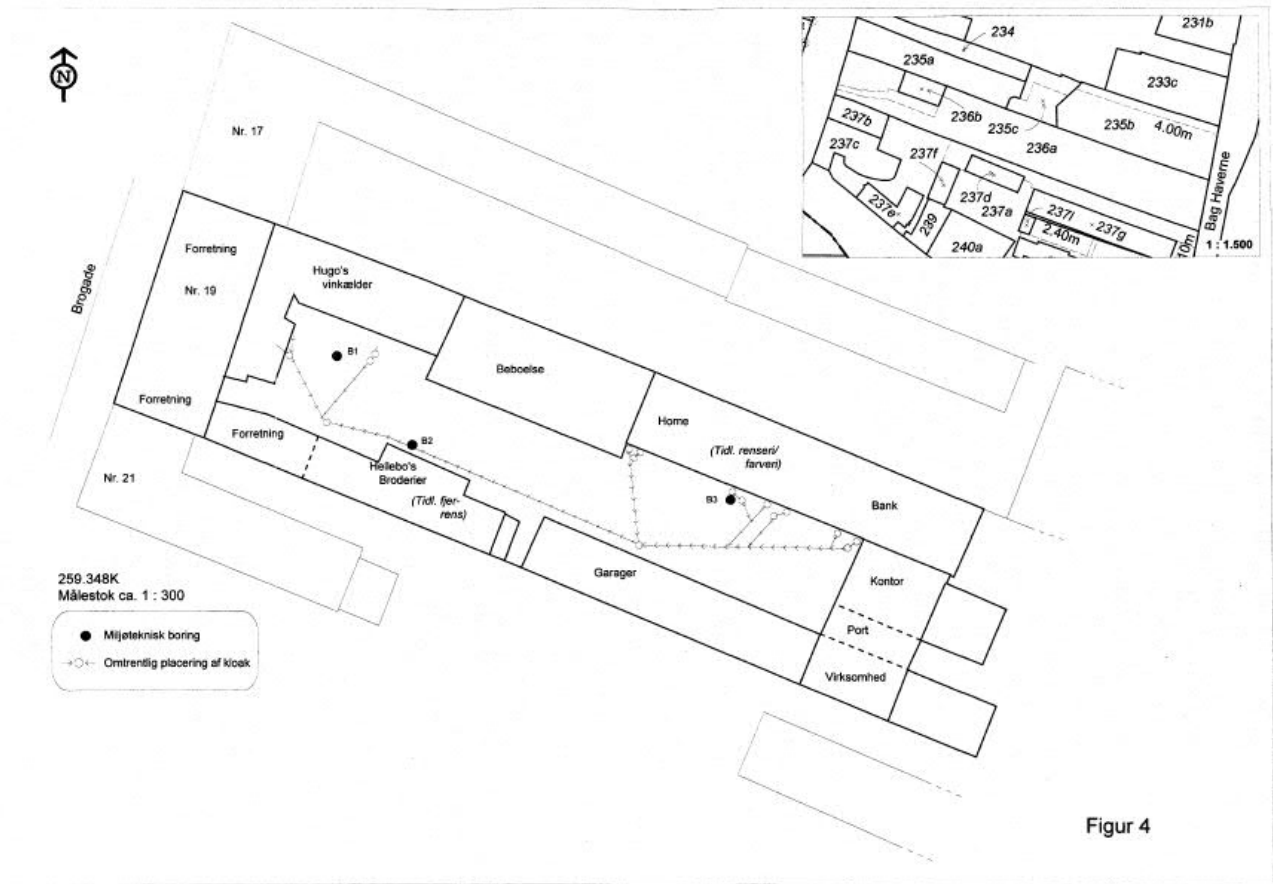 N
Nr. 17
Brogade
Forretning
Nr. 19
Forretning
Forretning
Nr. 21
Hugo's
vinkælder
B1
B2
Hellebo's
Broderier
(Tidl. fjer-
rens)
Beboelse
Home
(Tidl. renseri/
farveri)
B3
Bank
Garager
Kontor
Port
Virksomhed
234
231b
235a
233c
236b
235c
235b
4.00m
237b
236a
237c
237f
237d
237a
237e
239
237i
237g
2.40m
240a
Bag Haverne
1 : 1.500
259.348K
Målestok ca. 1 : 300
Miljøteknisk boring
Omtrentlig placering af kloak
Figur 4